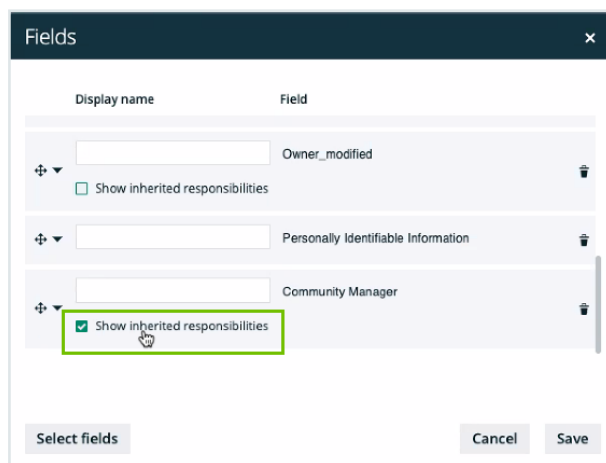 Fields
Display name Field
Owner_modified
Show inherited responsibilities
Personally Identifiable Information
Community Manager
Show inherited responsibilities
Select fields Cancel Save